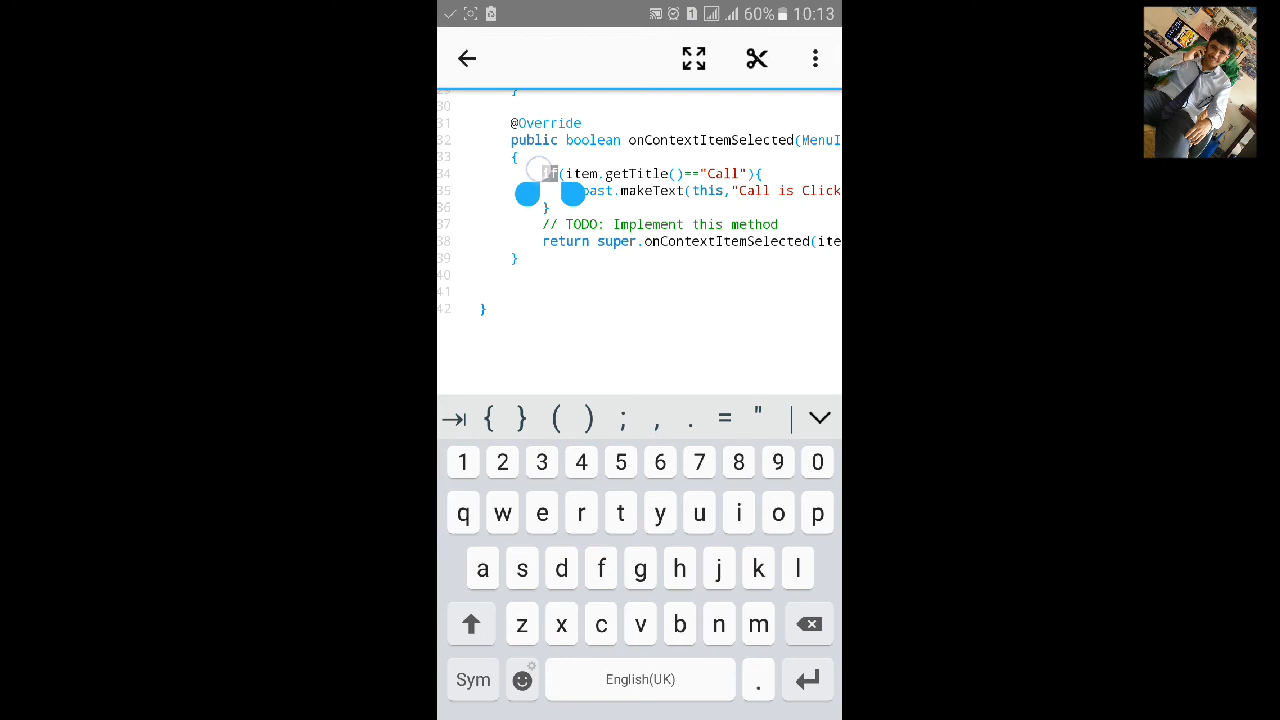 60% 10:13
29 }
30
31 @Override
32 public boolean onContextItemSelected(MenuI
33 {
34 if(item.getTitle()=="Call"){
35 oast.makeText(this,"Call is Click
36 }
37 // TODO: Implement this method
38 return super.onContextItemSelected(ite
39 }
40
41
42 }
{ } ( ) ; , . = " |
1 2 3 4 5 6 7 8 9 0
q w e r t y u i o p
a s d f g h j k l
z x c v b n m
Sym English(UK) .